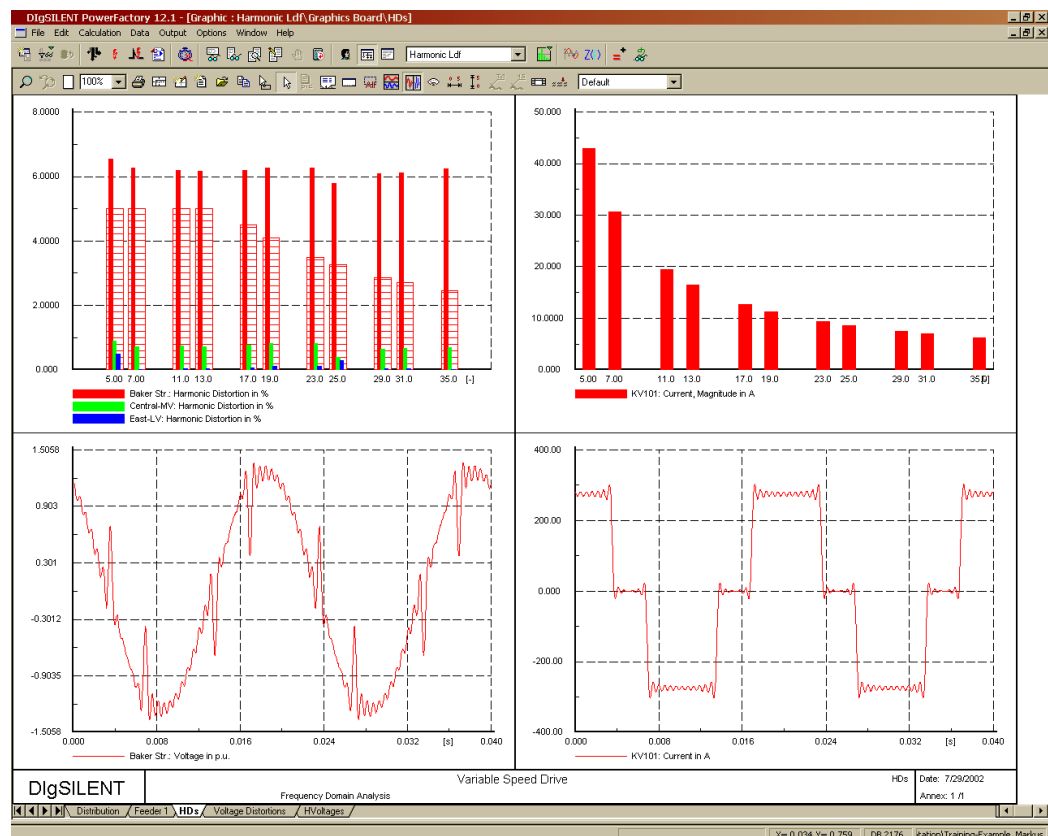 DIgSILENT PowerFactory 12.1 - [Graphic : Harmonic Ldf\Graphics Board\HDs]
File Edit Calculation Data Output Options Window Help
Harmonic Ldf
100%
Default
8.0000
6.0000
4.0000
2.0000
0.000
5.00 7.00 11.0 13.0 17.0 19.0 23.0 25.0 29.0 31.0 35.0 [-]
Baker Str.: Harmonic Distortion in %
Central-MV: Harmonic Distortion in %
East-LV: Harmonic Distortion in %
50.000
40.000
30.000
20.000
10.0000
0.000
5.00 7.00 11.0 13.0 17.0 19.0 23.0 25.0 29.0 31.0
KV101: Current, Magnitude in A
1.5058
0.903
0.301
-0.3012
-0.9035
-1.5058
0.000 0.008 0.016 0.024 0.032 [s] 0.040
Baker Str.: Voltage in p.u.
400.00
200.00
0.000
-200.00
-400.00
0.000 0.008 0.016 0.024 0.032 [s] 0.040
KV101: Current in A
DIgSILENT
Variable Speed Drive
Frequency Domain Analysis
HDs
Date: 7/29/2002
Annex: 1 /1
Distribution Feeder 1 HDs Voltage Distortions HVoltages
X= 0.034 Y= 0.759 DB 2176